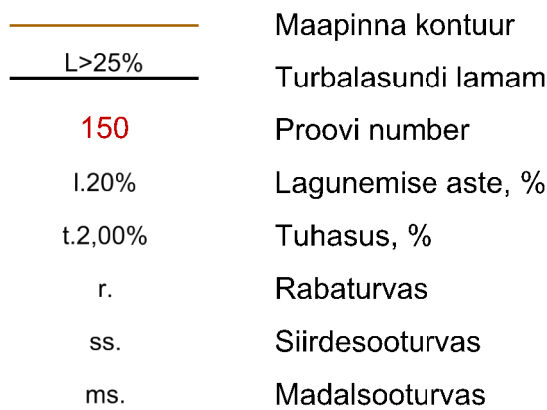 Maapinna kontuur
L>25% Turbalasundi lamam
150 Proovi number
l.20% Lagunemise aste, %
t.2,00% Tuhasus, %
r. Rabaturvas
ss. Siirdesooturvas
ms. Madalsooturvas